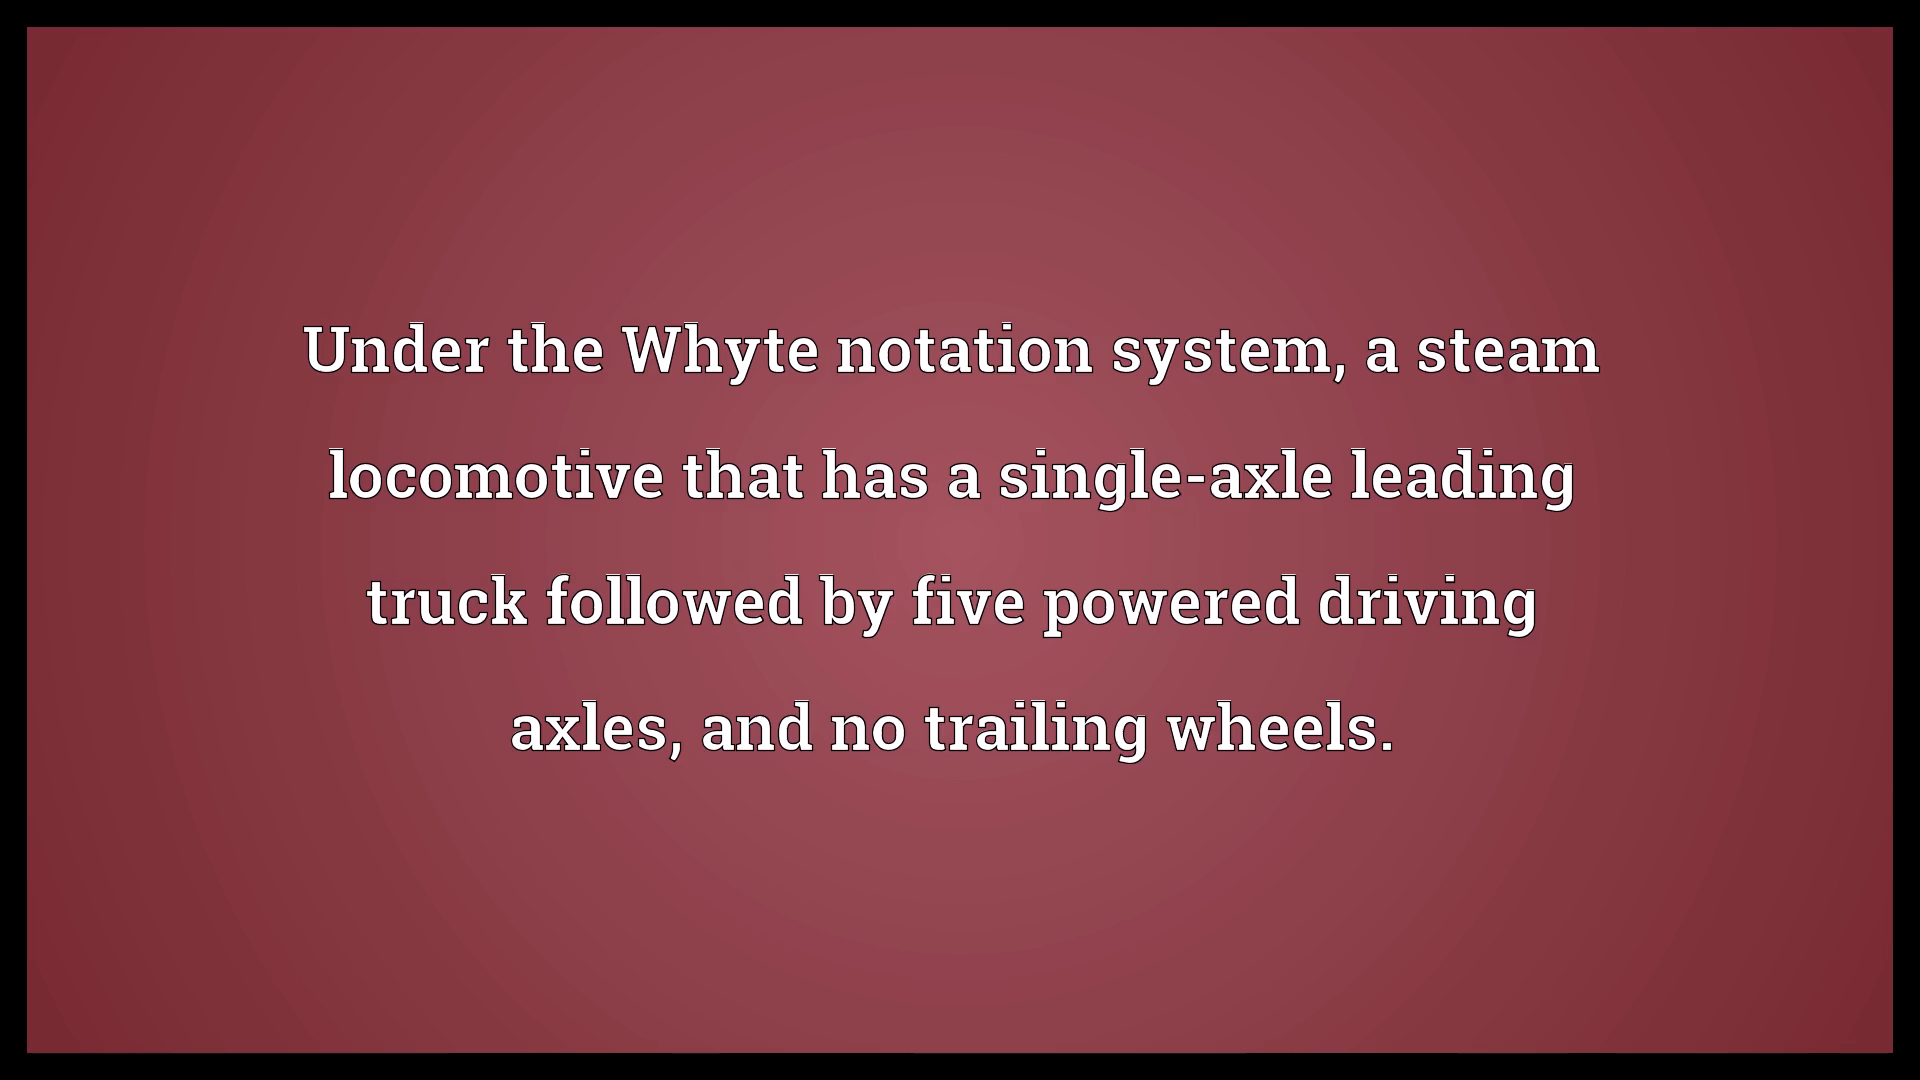 Under the Whyte notation system, a steam
locomotive that has a single-axle leading
truck followed by five powered driving
axles, and no trailing wheels.